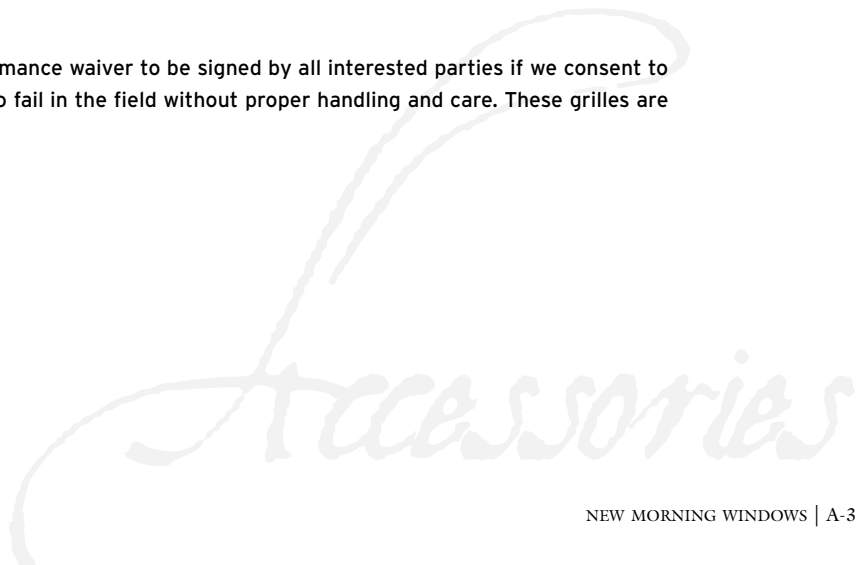 mance waiver to be signed by all interested parties if we consent to
fail in the field without proper handling and care. These grilles are
Accessories
NEW MORNING WINDOWS | A-3